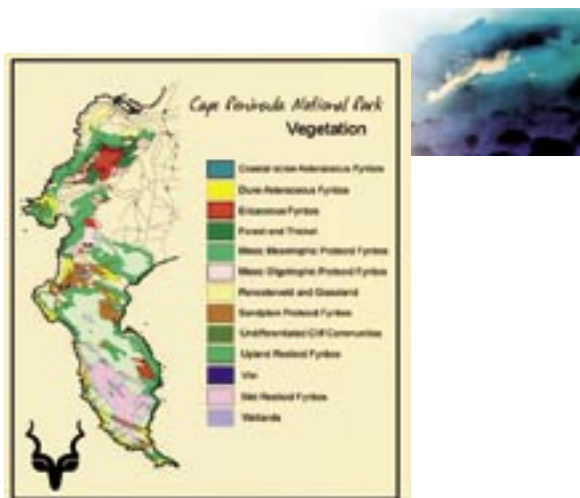 Cape Peninsula National Park
Vegetation
Coastal scree Asteraceous Fynbos
Dune Asteraceous Fynbos
Ericaceous Fynbos
Forest and Thicket
Mesic Mesotrophic Proteoid Fynbos
Mesic Oligotrophic Proteoid Fynbos
Renosterveld and Grassland
Sandplain Proteoid Fynbos
Undifferentiated Cliff Communities
Upland Restioid Fynbos
Vlei
Wet Restioid Fynbos
Wetlands